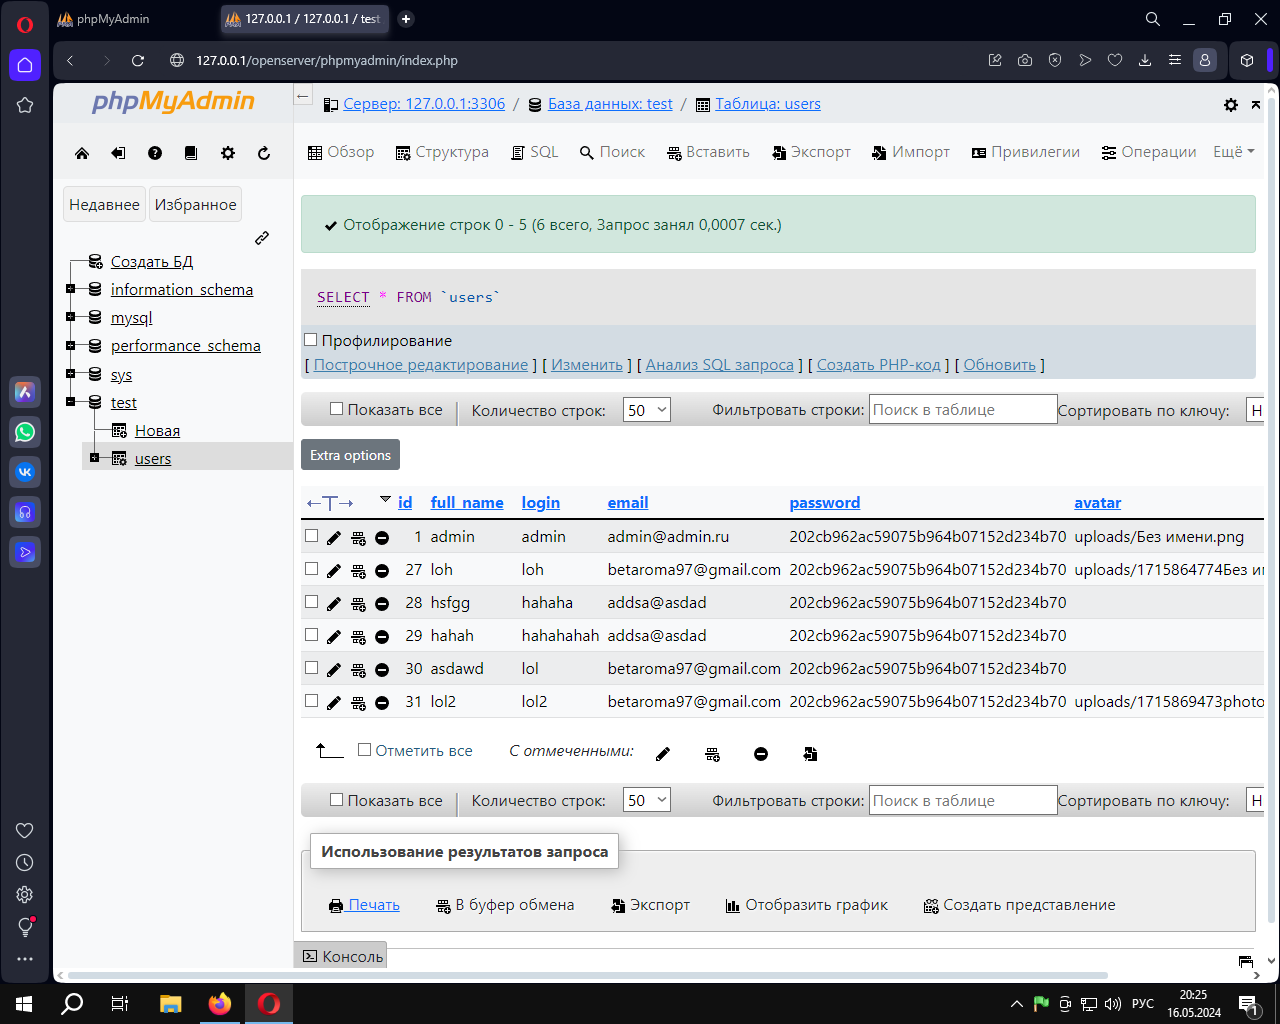 phpMyAdmin
127.0.0.1 / 127.0.0.1 / test
127.0.0.1/openserver/phpmyadmin/index.php
phpMyAdmin
Сервер: 127.0.0.1:3306 / База данных: test / Таблица: users
Обзор Структура SQL Поиск Вставить Экспорт Импорт Привилегии Операции Ещё
Недавнее Избранное
Создать БД
information_schema
mysql
performance_schema
sys
test
Новая
users
Отображение строк 0 - 5 (6 всего, Запрос занял 0,0007 сек.)
SELECT * FROM `users`
Профилирование
[ Построчное редактирование ] [ Изменить ] [ Анализ SQL запроса ] [ Создать PHP-код ] [ Обновить ]
Показать все Количество строк: 50 Фильтровать строки: Поиск в таблице Сортировать по ключу: Н
Extra options
←T→ id full_name login email password avatar
1 admin admin admin@admin.ru 202cb962ac59075b964b07152d234b70 uploads/Без имени.png
27 loh loh betaroma97@gmail.com 202cb962ac59075b964b07152d234b70 uploads/1715864774Без им
28 hsfgg hahaha addsa@asdad 202cb962ac59075b964b07152d234b70
29 hahah hahahahah addsa@asdad 202cb962ac59075b964b07152d234b70
30 asdawd lol betaroma97@gmail.com 202cb962ac59075b964b07152d234b70
31 lol2 lol2 betaroma97@gmail.com 202cb962ac59075b964b07152d234b70 uploads/1715869473photo
Отметить все С отмеченными:
Показать все Количество строк: 50 Фильтровать строки: Поиск в таблице Сортировать по ключу: Н
Использование результатов запроса
Печать В буфер обмена Экспорт Отобразить график Создать представление
Консоль
РУС
20:25
16.05.2024
1